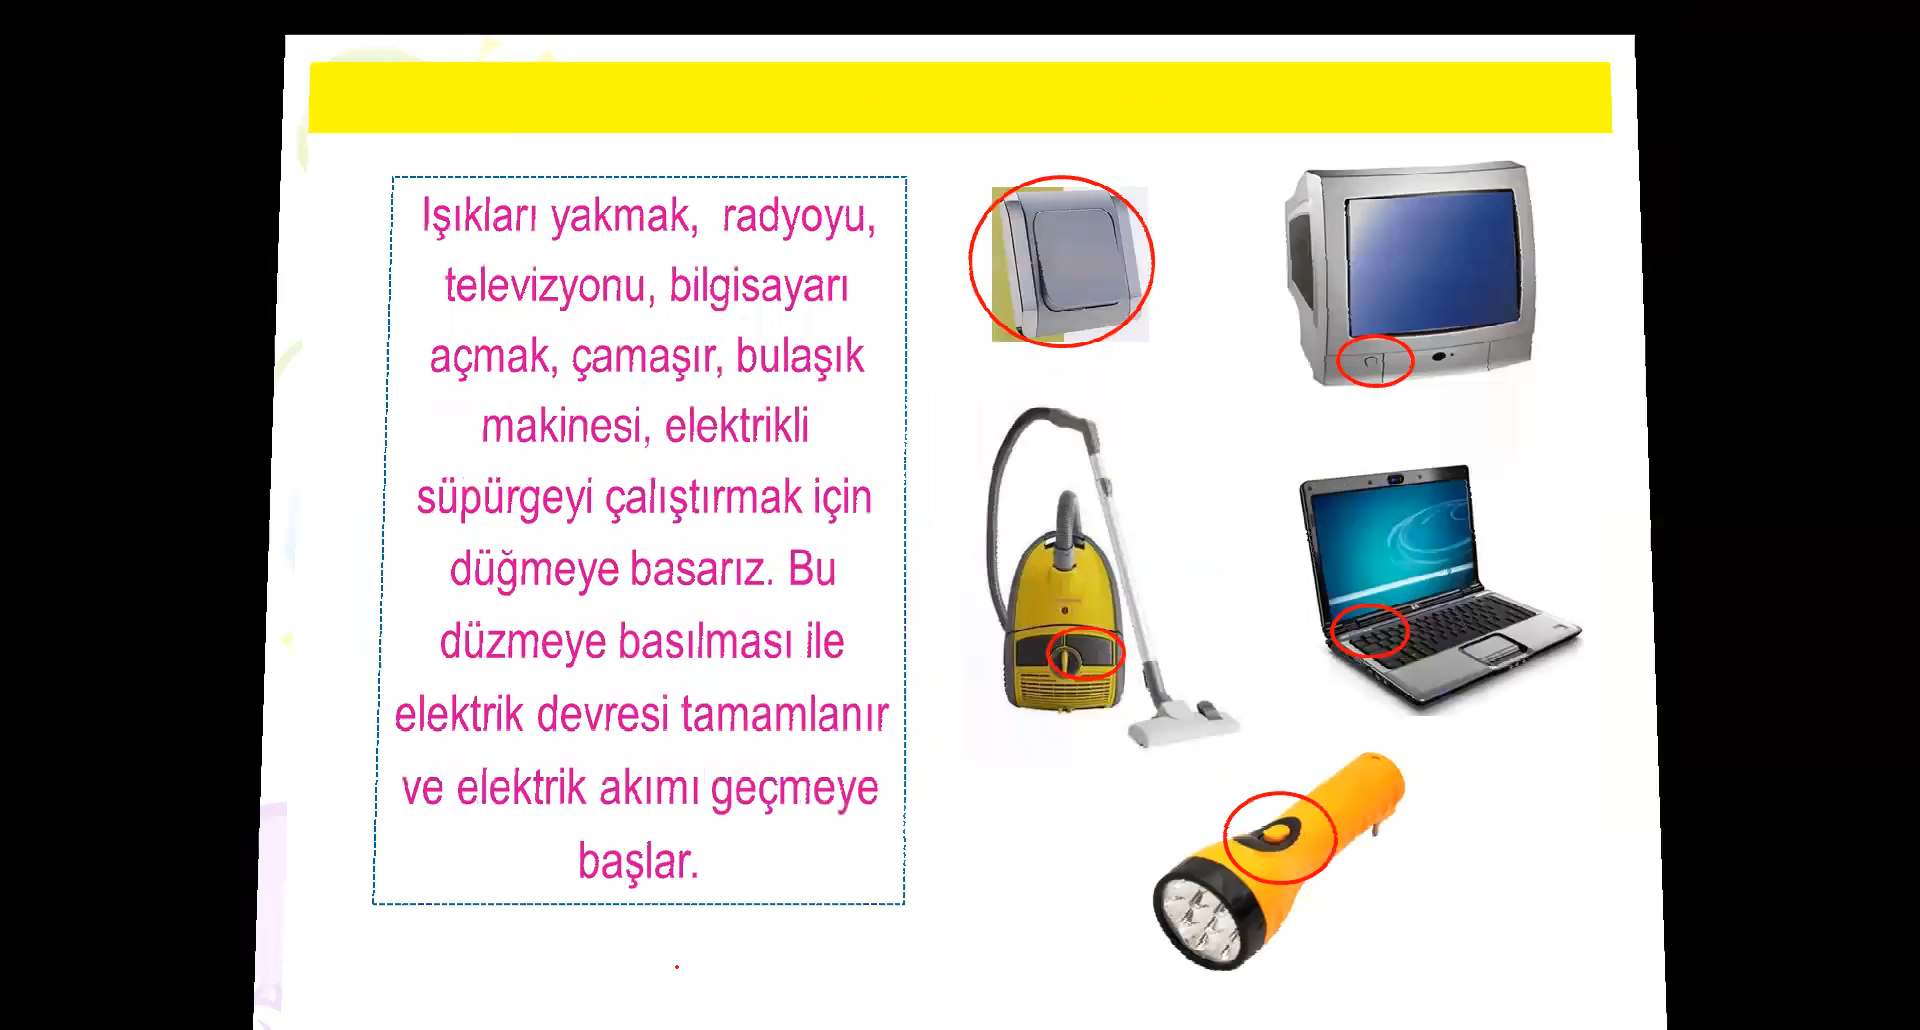 Işıkları yakmak, radyoyu,
televizyonu, bilgisayarı
açmak, çamaşır, bulaşık
makinesi, elektrikli
süpürgeyi çalıştırmak için
düğmeye basarız. Bu
düzmeye basılması ile
elektrik devresi tamamlanır
ve elektrik akımı geçmeye
başlar.